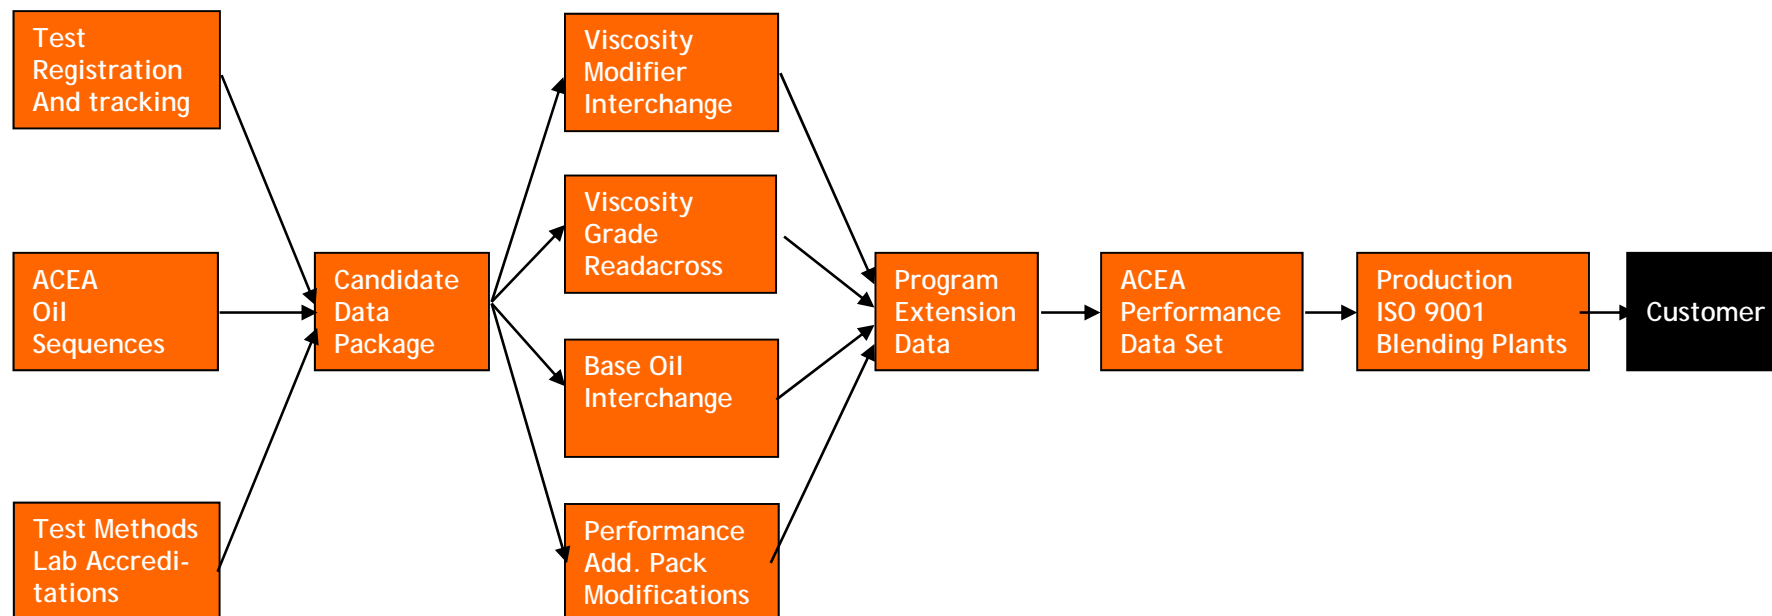 Test
Registration
And tracking
ACEA
Oil
Sequences
Test Methods
Lab Accredi-
tations
Candidate
Data
Package
Viscosity
Modifier
Interchange
Viscosity
Grade
Readacross
Base Oil
Interchange
Performance
Add. Pack
Modifications
Program
Extension
Data
ACEA
Performance
Data Set
Production
ISO 9001
Blending Plants
Customer